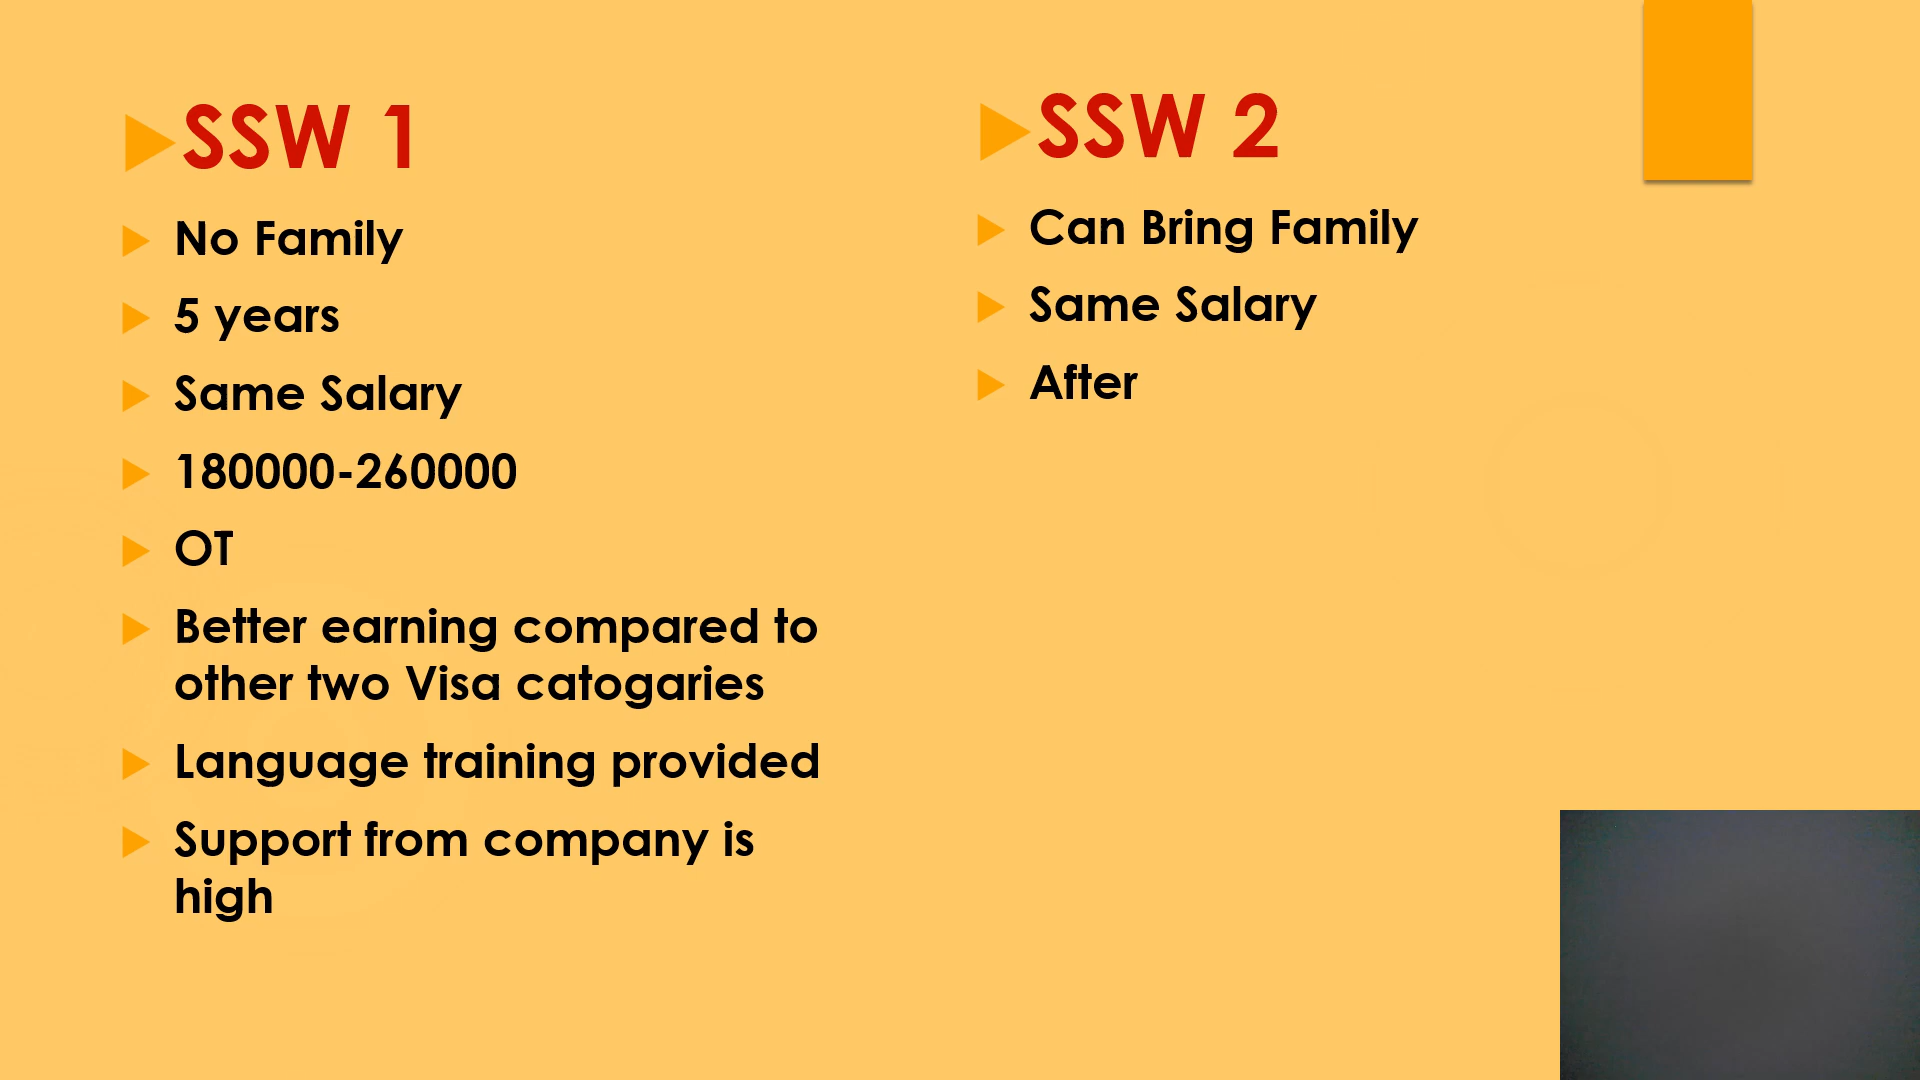 SSW 1
No Family
5 years
Same Salary
180000-260000
OT
Better earning compared to
other two Visa catogaries
Language training provided
Support from company is
high
SSW 2
Can Bring Family
Same Salary
After